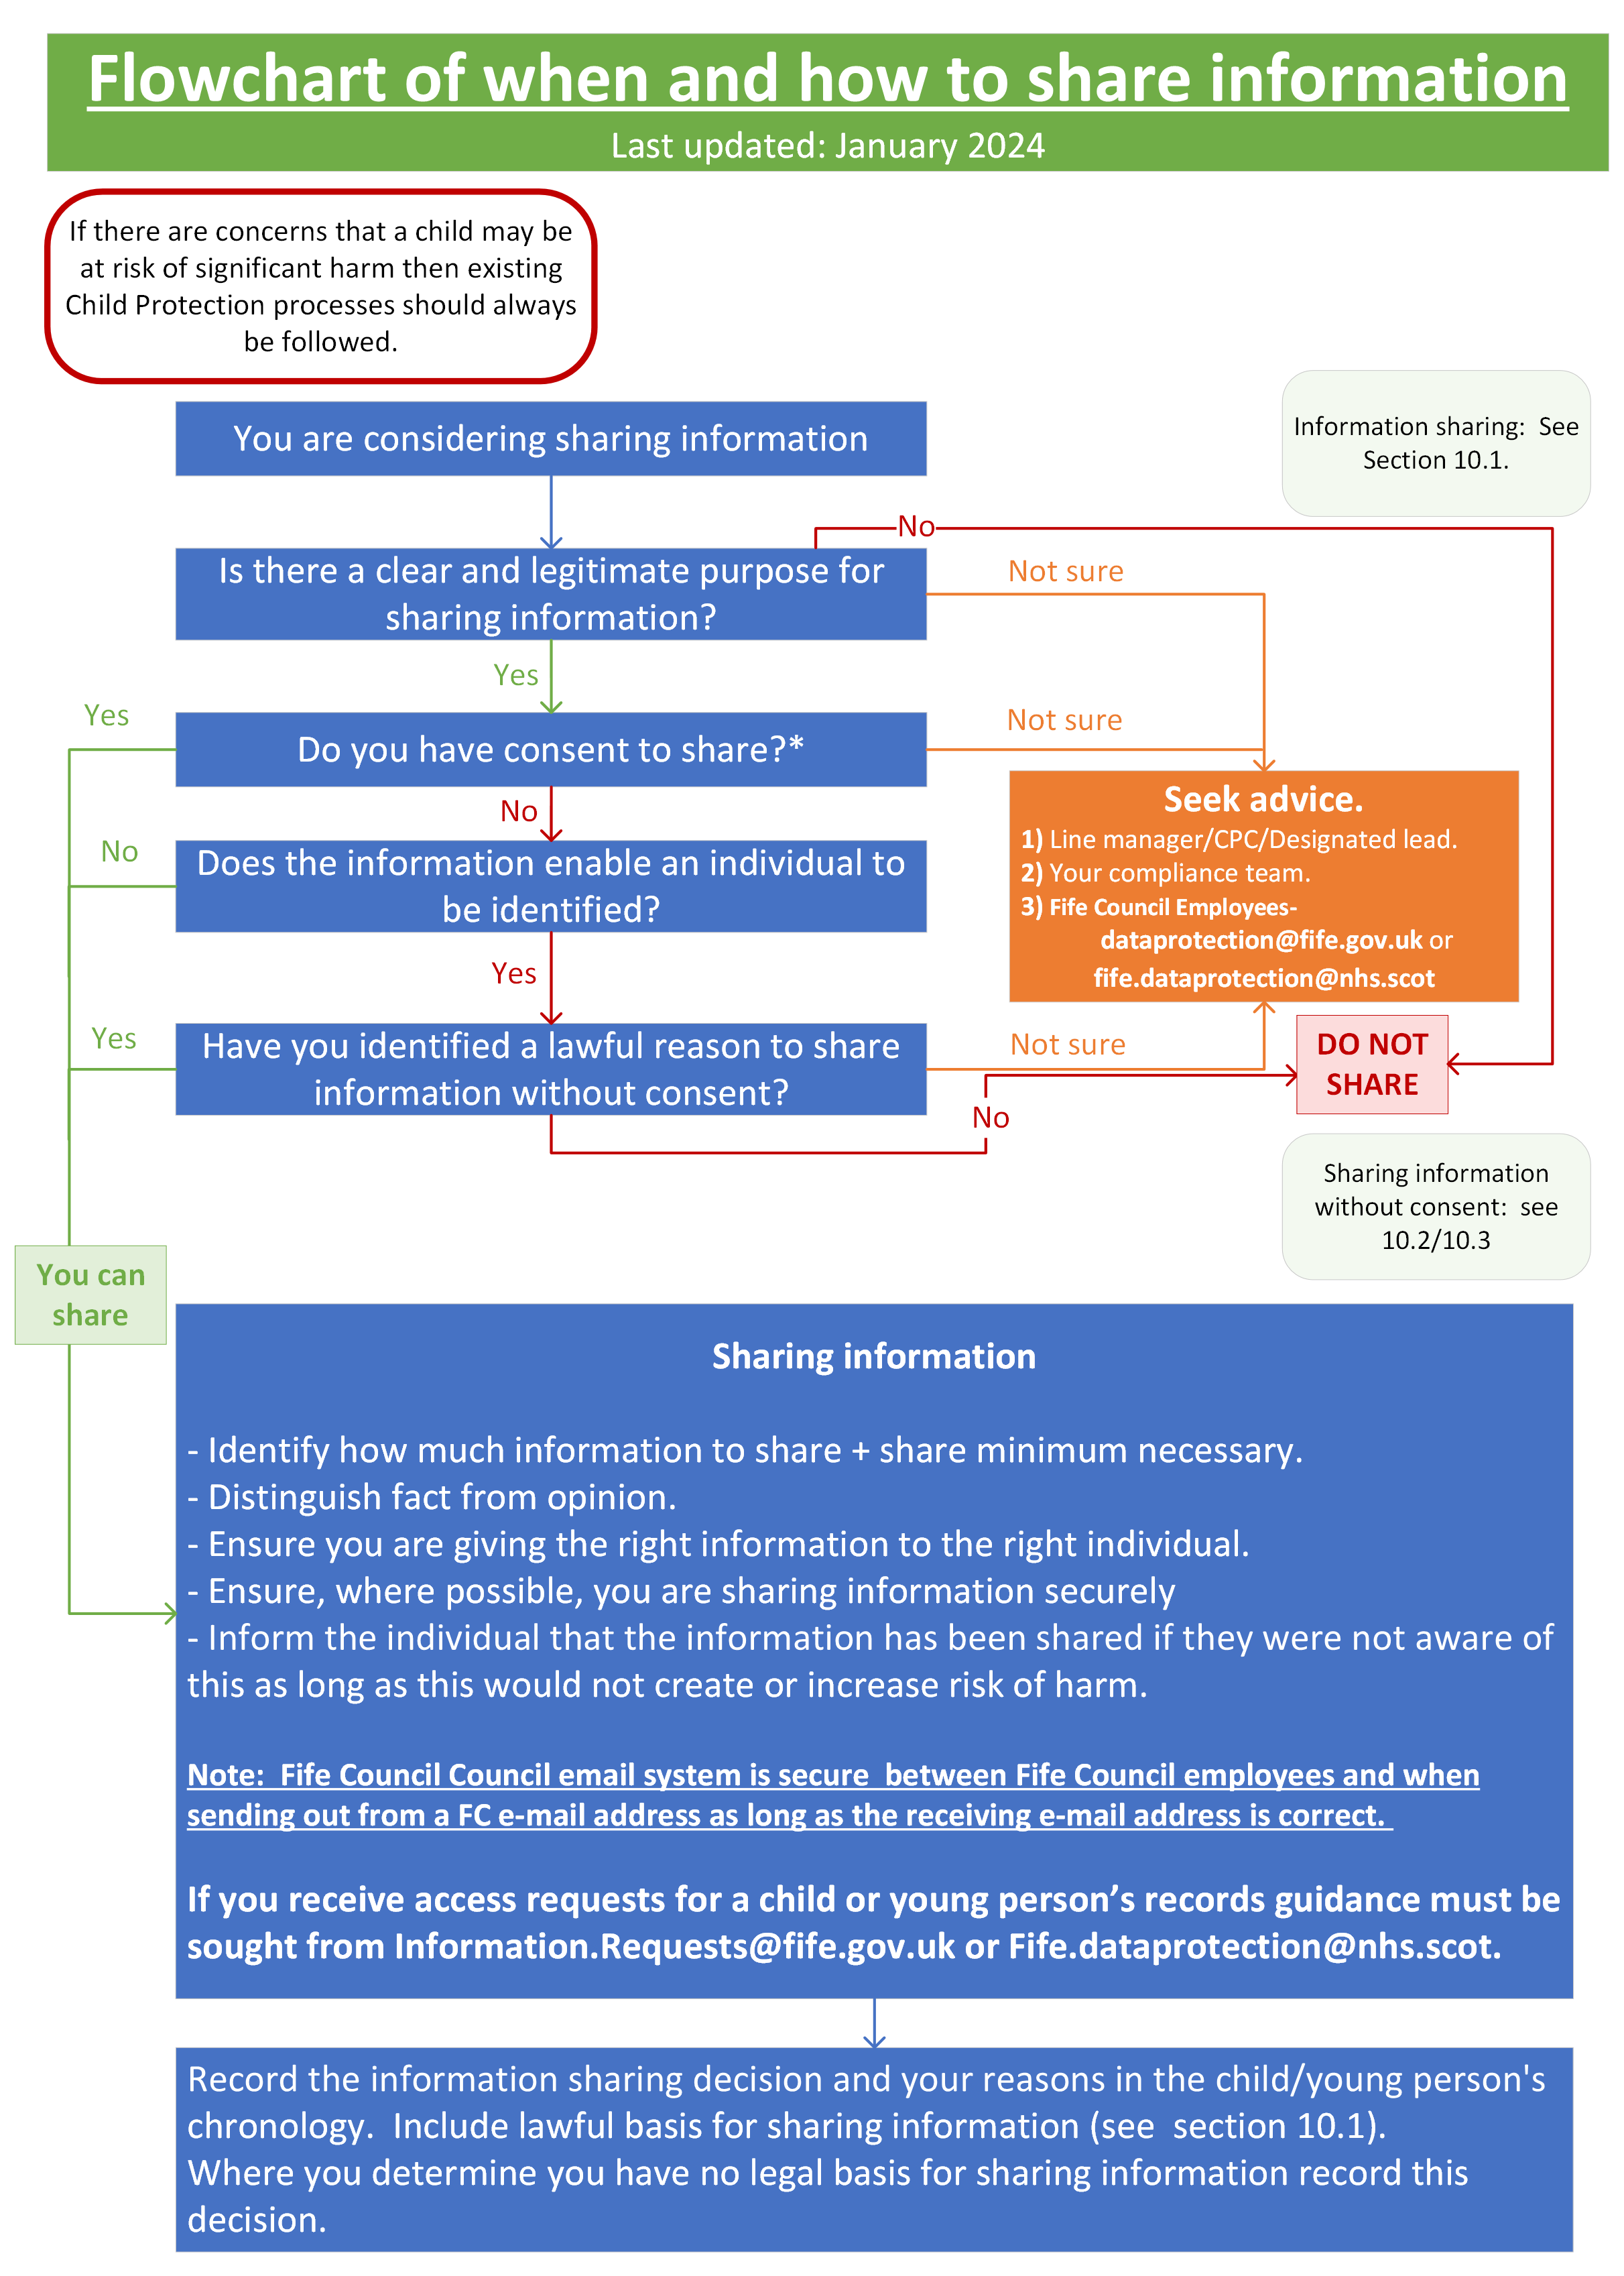 Flowchart of when and how to share information
Last updated: January 2024
If there are concerns that a child may be
at risk of significant harm then existing
Child Protection processes should always
be followed.
You are considering sharing information
Information sharing:  See
Section 10.1.
No
Is there a clear and legitimate purpose for
sharing information?
Not sure
Yes
Yes
Do you have consent to share?*
Not sure
No
No
Does the information enable an individual to
be identified?
Seek advice.
1) Line manager/CPC/Designated lead.
2) Your compliance team.
3) Fife Council Employees-
dataprotection@fife.gov.uk or
fife.dataprotection@nhs.scot
Yes
Yes
Have you identified a lawful reason to share
information without consent?
Not sure
DO NOT
SHARE
No
Sharing information
without consent:  see
10.2/10.3
You can
share
Sharing information
- Identify how much information to share + share minimum necessary.
- Distinguish fact from opinion.
- Ensure you are giving the right information to the right individual.
- Ensure, where possible, you are sharing information securely
- Inform the individual that the information has been shared if they were not aware of
this as long as this would not create or increase risk of harm.
Note:  Fife Council Council email system is secure  between Fife Council employees and when
sending out from a FC e-mail address as long as the receiving e-mail address is correct.
If you receive access requests for a child or young person’s records guidance must be
sought from Information.Requests@fife.gov.uk or Fife.dataprotection@nhs.scot.
Record the information sharing decision and your reasons in the child/young person's
chronology.  Include lawful basis for sharing information (see  section 10.1).
Where you determine you have no legal basis for sharing information record this
decision.